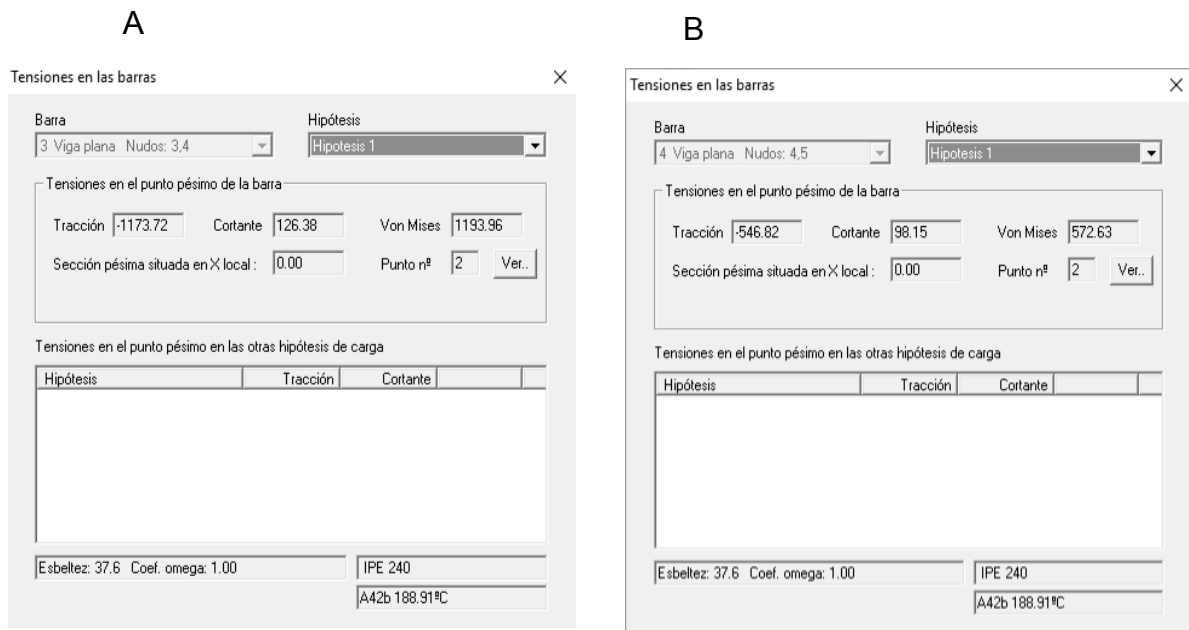 A
Tensiones en las barras
Barra
Hipótesis
3 Viga plana Nudos: 3,4
Hipotesis 1
Tensiones en el punto pésimo de la barra
Tracción -1173.72 Cortante 126.38 Von Mises 1193.96
Sección pésima situada en X local : 0.00 Punto nº 2 Ver..
Tensiones en el punto pésimo en las otras hipótesis de carga
Hipótesis Tracción Cortante
Esbeltez: 37.6 Coef. omega: 1.00
IPE 240
A42b 188.91ºC
B
Tensiones en las barras
Barra
Hipótesis
4 Viga plana Nudos: 4,5
Hipotesis 1
Tensiones en el punto pésimo de la barra
Tracción -546.82 Cortante 98.15 Von Mises 572.63
Sección pésima situada en X local : 0.00 Punto nº 2 Ver..
Tensiones en el punto pésimo en las otras hipótesis de carga
Hipótesis Tracción Cortante
Esbeltez: 37.6 Coef. omega: 1.00
IPE 240
A42b 188.91ºC